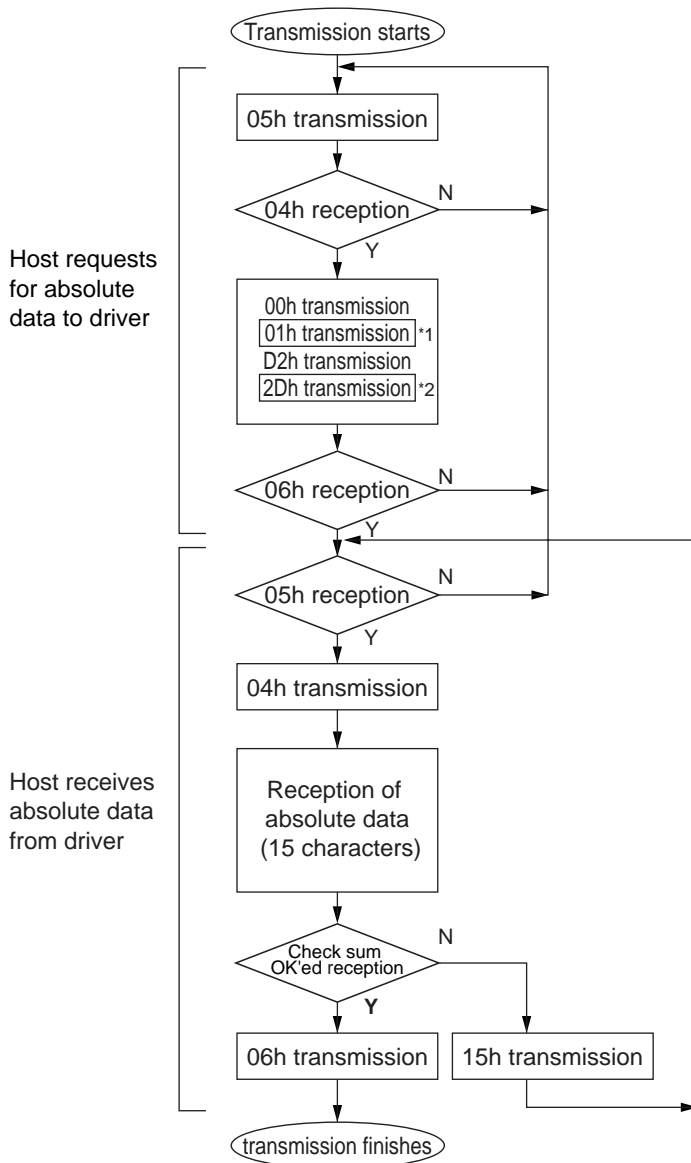 Transmission starts
05h transmission
04h reception
N
Y
Host requests
for absolute
data to driver
00h transmission
01h transmission *1
D2h transmission
2Dh transmission *2
06h reception
N
Y
05h reception
N
Y
04h transmission
Host receives
absolute data
from driver
Reception of
absolute data
(15 characters)
Check sum
OK'ed reception
N
Y
06h transmission
15h transmission
transmission finishes